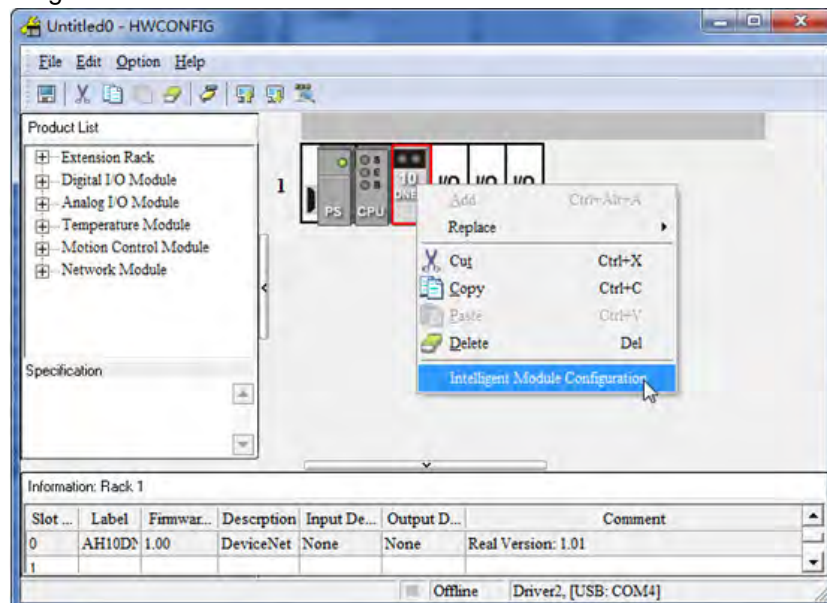 Untitled0 - HWCONFIG
File Edit Option Help
Product List
Extension Rack
Digital I/O Module
Analog I/O Module
Temperature Module
Motion Control Module
Network Module
1
PS CPU 10 I/O I/O I/O
Add Ctrl+Alt+A
Replace
Cut Ctrl+X
Copy Ctrl+C
Paste Ctrl+V
Delete Del
Intelligent Module Configuration
Specification
Information: Rack 1
Slot ... Label Firmwar... Descrption Input De... Output D... Comment
0 AH10DN 1.00 DeviceNet None None Real Version: 1.01
1
Offline Driver2, [USB: COM4]